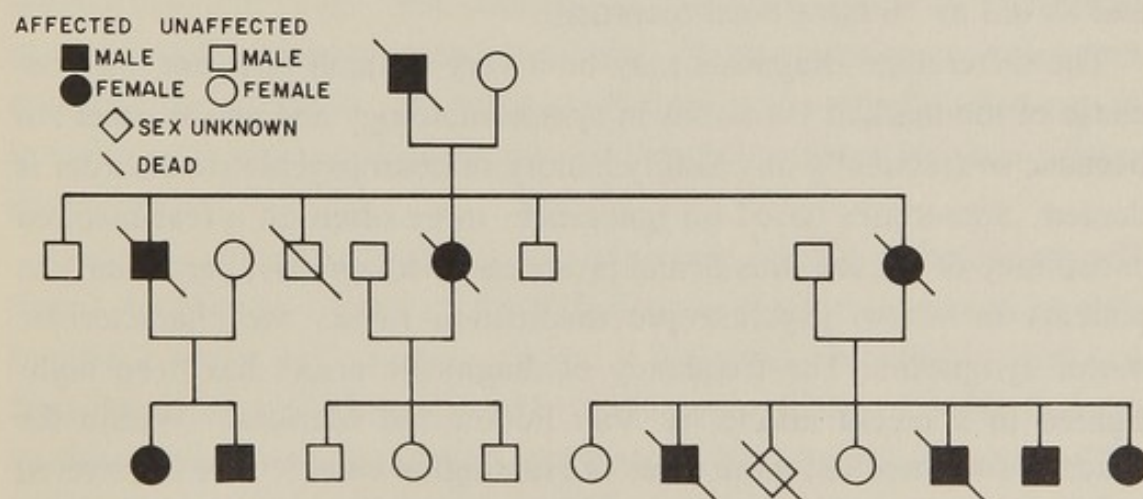 AFFECTED UNAFFECTED
MALE MALE
FEMALE FEMALE
SEX UNKNOWN
DEAD